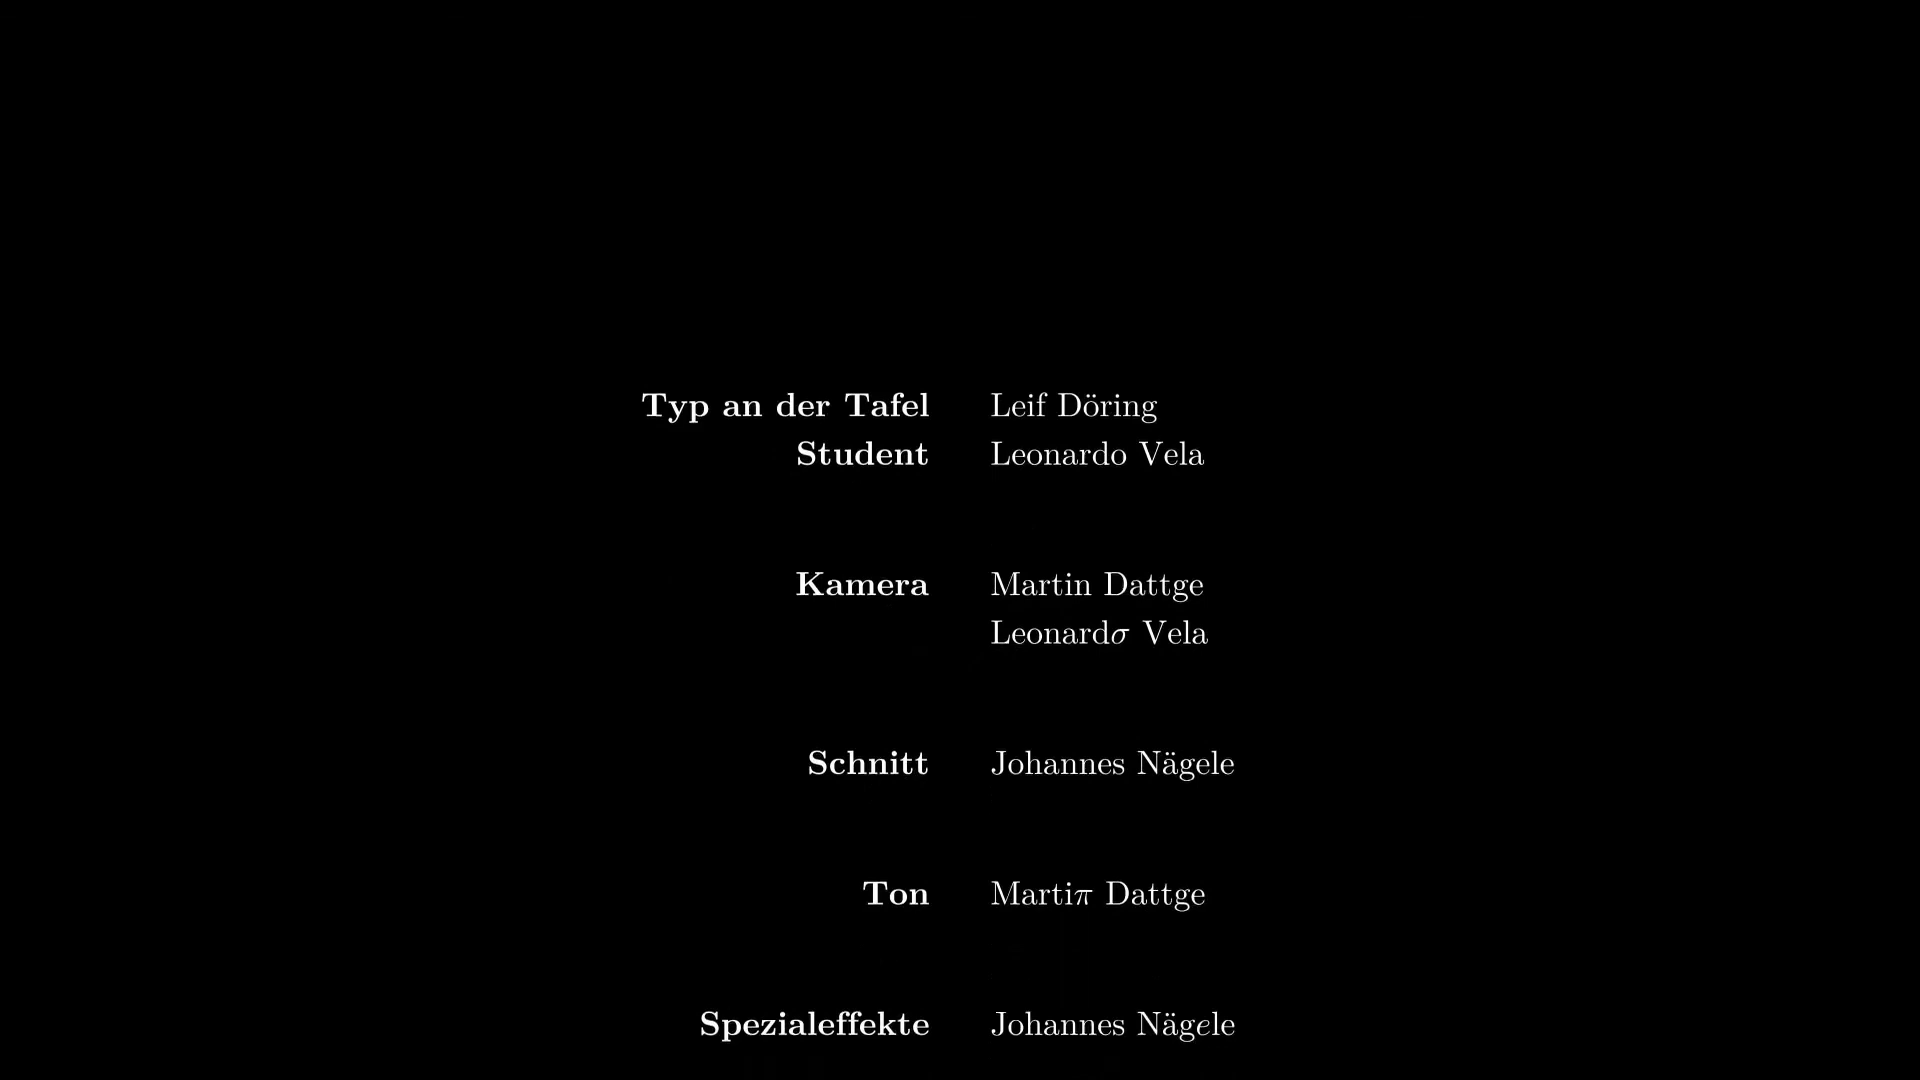 Typ an der Tafel Leif Döring
Student Leonardo Vela
Kamera Martin Dattge
Leonardσ Vela
Schnitt Johannes Nägele
Ton Martiπ Dattge
Spezialeffekte Johannes Nägele